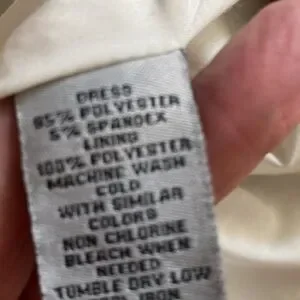 DRESS
95% POLYESTER
5% SPANDEX
LINING
100% POLYESTER
MACHINE WASH
COLD
WITH SIMILAR
COLORS
NON CHLORINE
BLEACH WHEN
NEEDED
TUMBLE DRY LOW
IRON